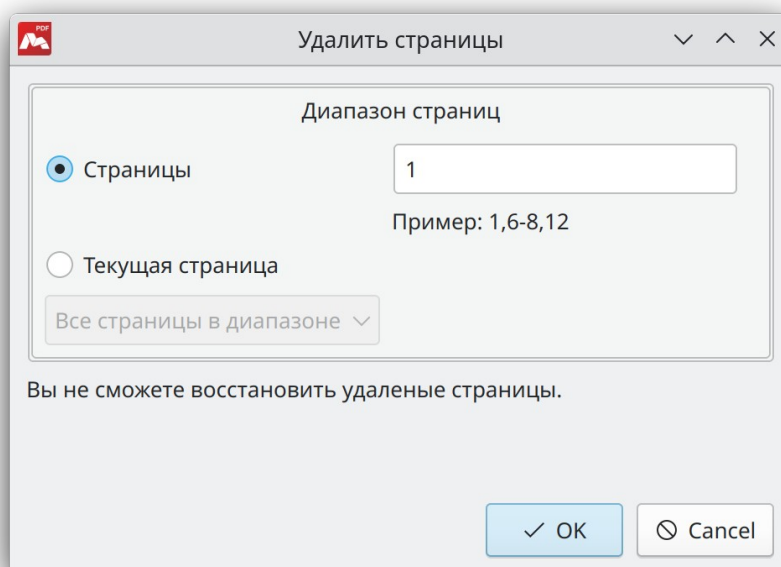 PDF
Удалить страницы
Диапазон страниц
Страницы 1
Пример: 1,6-8,12
Текущая страница
Все страницы в диапазоне
Вы не сможете восстановить удаленые страницы.
OK Cancel